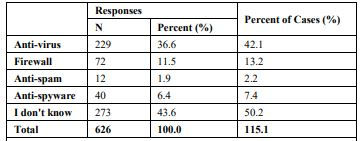 Responses
Percent of Cases (%)
N Percent (%)
Anti-virus 229 36.6 42.1
Firewall 72 11.5 13.2
Anti-spam 12 1.9 2.2
Anti-spyware 40 6.4 7.4
I don't know 273 43.6 50.2
Total 626 100.0 115.1